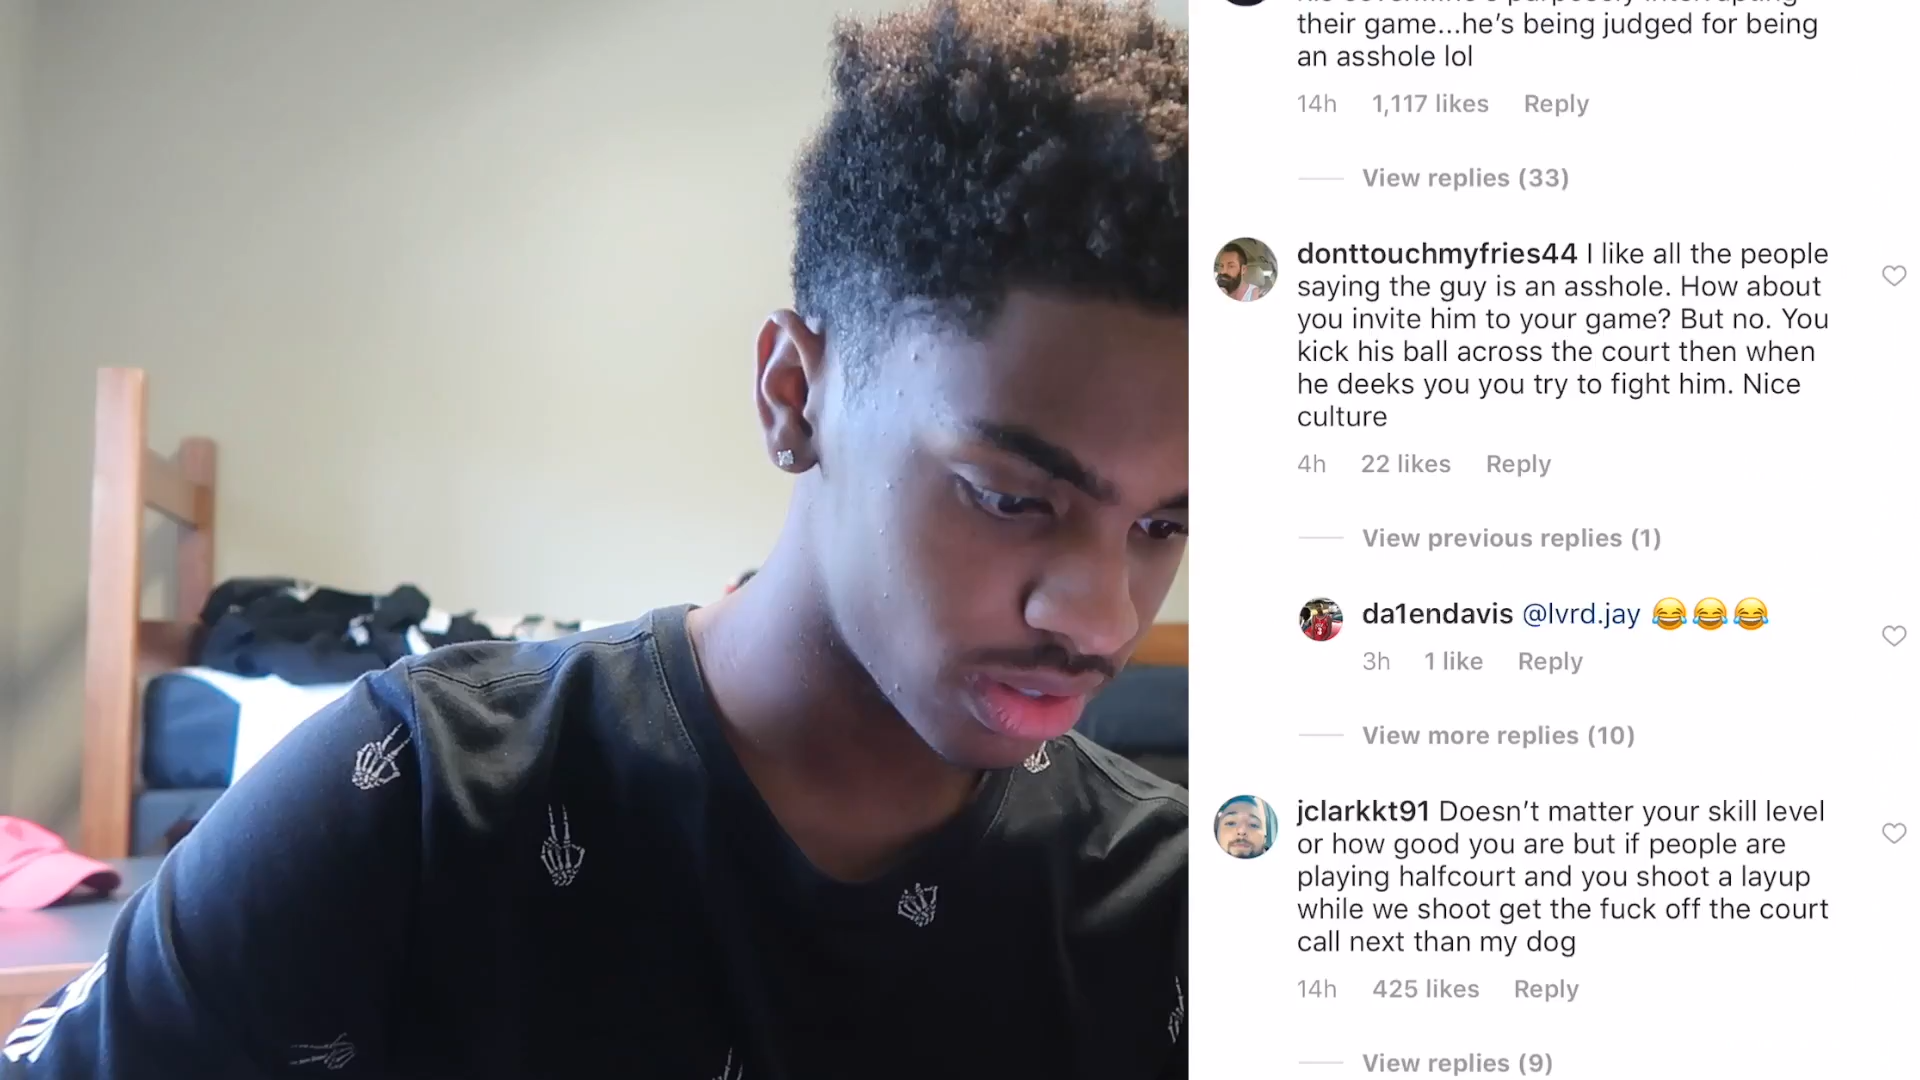 their game...he's being judged for being
an asshole lol
14h 1,117 likes Reply
View replies (33)
donttouchmyfries44 I like all the people
saying the guy is an asshole. How about
you invite him to your game? But no. You
kick his ball across the court then when
he deeks you you try to fight him. Nice
culture
4h 22 likes Reply
View previous replies (1)
da1endavis @lvrd.jay 😂😂😂
3h 1 like Reply
View more replies (10)
jclarkkt91 Doesn't matter your skill level
or how good you are but if people are
playing halfcourt and you shoot a layup
while we shoot get the fuck off the court
call next than my dog
14h 425 likes Reply
View replies (9)